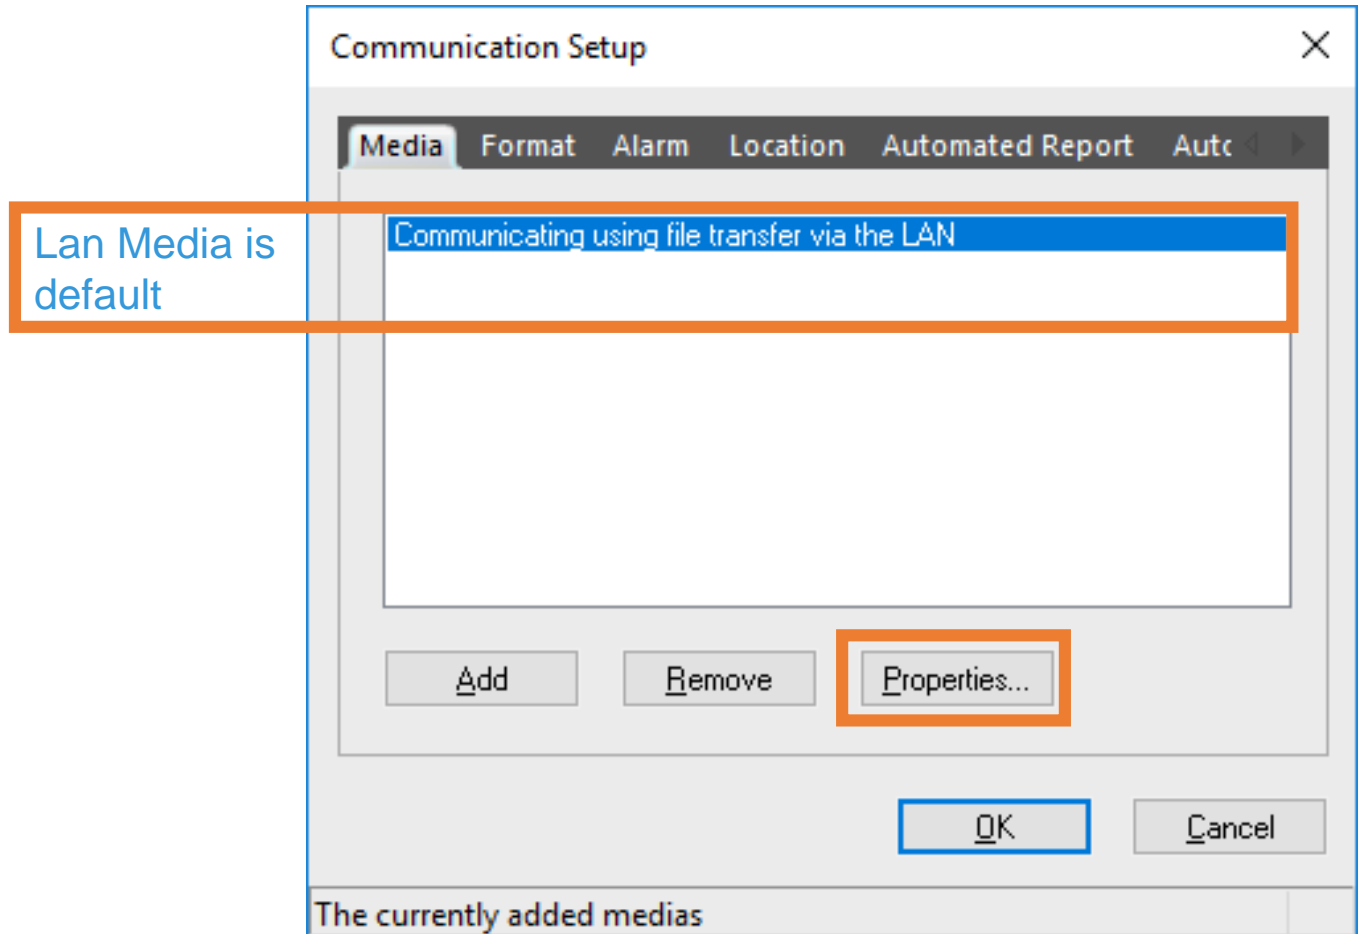 Communication Setup
Media Format Alarm Location Automated Report Autc
Lan Media is
default
Communicating using file transfer via the LAN
Add Remove Properties...
OK Cancel
The currently added medias